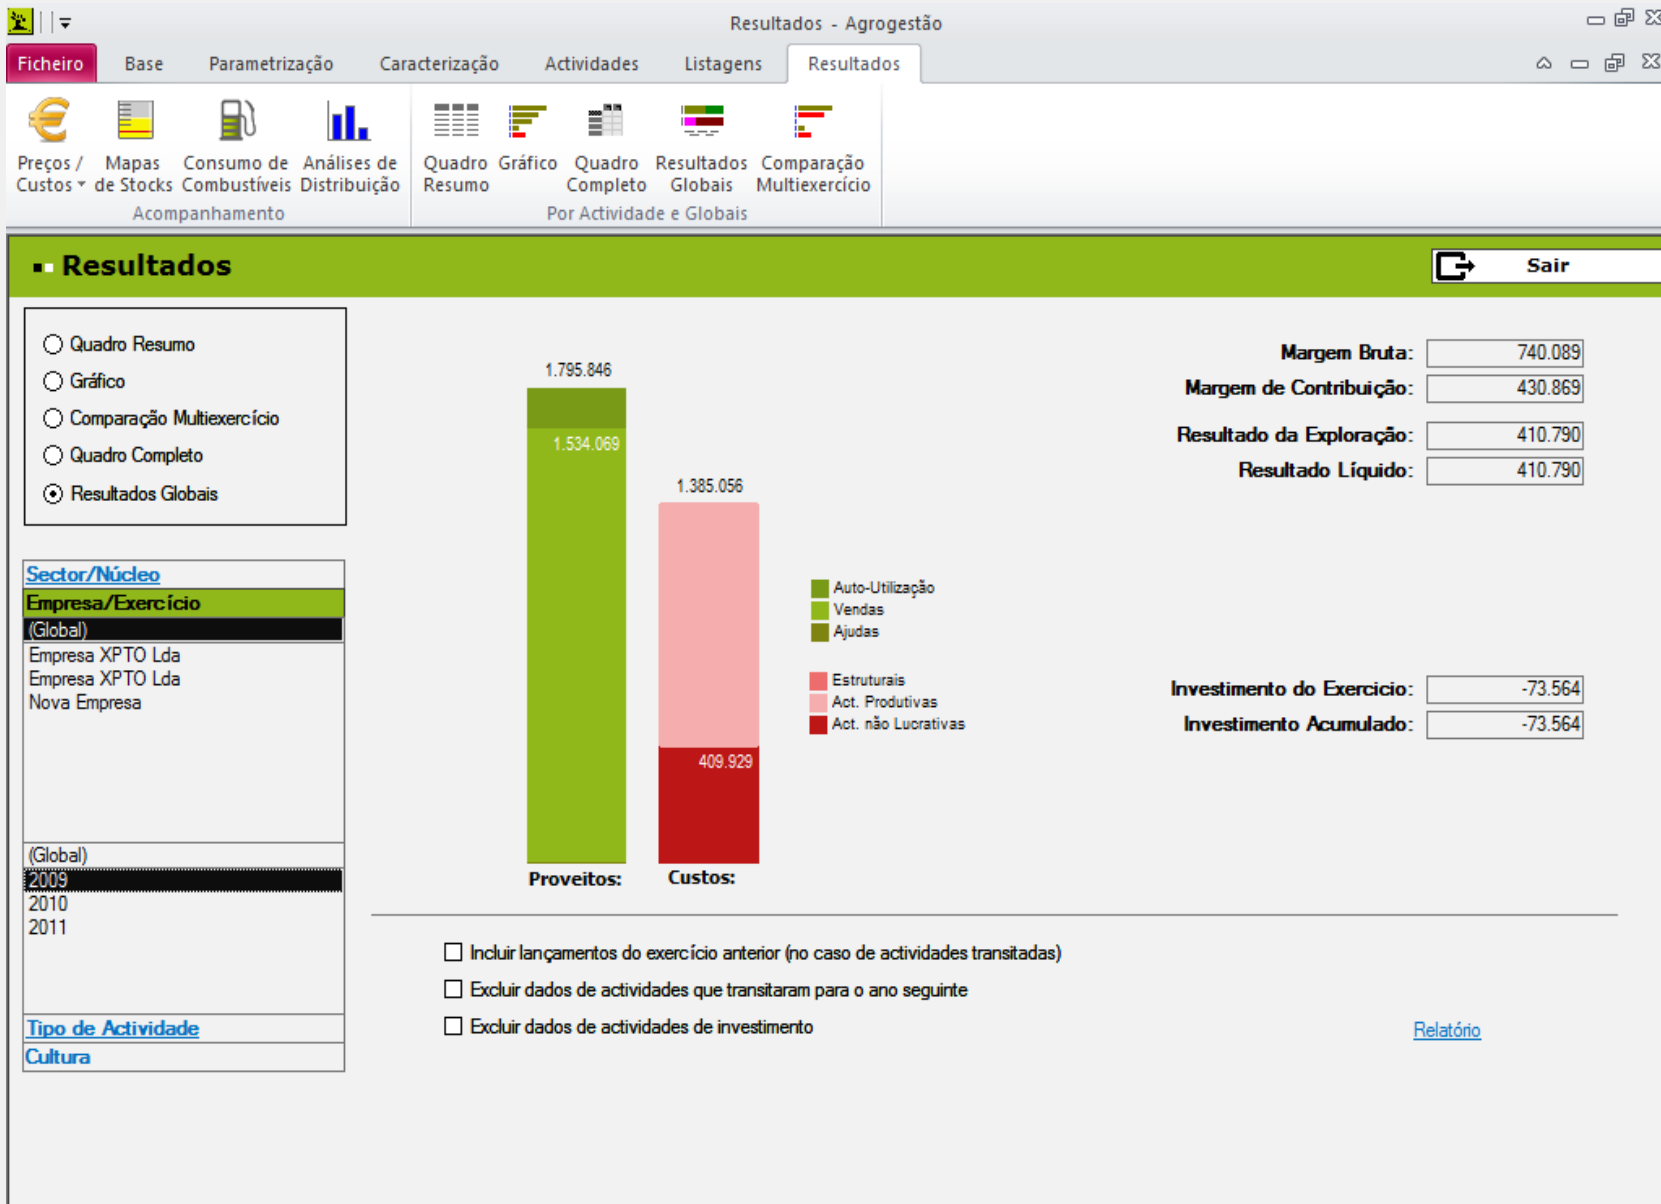 Resultados - Agrogestão
Ficheiro Base Parametrização Caracterização Actividades Listagens Resultados
Preços / Custos
Mapas de Stocks
Consumo de Combustíveis
Análises de Distribuição
Quadro Resumo
Gráfico
Quadro Completo
Resultados Globais
Comparação Multiexercício
Acompanhamento
Por Actividade e Globais
Resultados
Sair
Quadro Resumo
Gráfico
Comparação Multiexercício
Quadro Completo
Resultados Globais
Sector/Núcleo
Empresa/Exercício
(Global)
Empresa XPTO Lda
Empresa XPTO Lda
Nova Empresa
(Global)
2009
2010
2011
Tipo de Actividade
Cultura
1.795.846
1.534.069
1.385.056
409.929
Proveitos:
Custos:
Auto-Utilização
Vendas
Ajudas
Estruturais
Act. Produtivas
Act. não Lucrativas
Margem Bruta: 740.089
Margem de Contribuição: 430.869
Resultado da Exploração: 410.790
Resultado Líquido: 410.790
Investimento do Exercicio: -73.564
Investimento Acumulado: -73.564
Incluir lançamentos do exercício anterior (no caso de actividades transitadas)
Excluir dados de actividades que transitaram para o ano seguinte
Excluir dados de actividades de investimento
Relatório